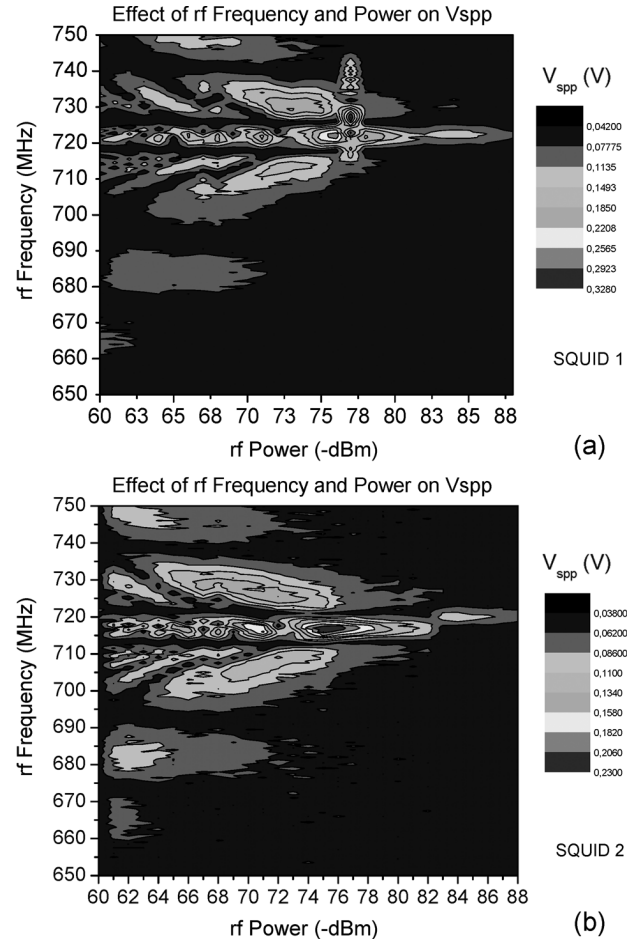 Effect of rf Frequency and Power on Vspp
750
740
730
720
710
700
690
680
670
660
650
rf Frequency (MHz)
60 63 65 68 70 73 75 78 80 83 85 88
rf Power (-dBm)
Vspp (V)
0,04200
0,07775
0,1135
0,1493
0,1850
0,2208
0,2565
0,2923
0,3280
SQUID 1
(a)
Effect of rf Frequency and Power on Vspp
750
740
730
720
710
700
690
680
670
660
650
rf Frequency (MHz)
60 62 64 66 68 70 72 74 76 78 80 82 84 86 88
rf Power (-dBm)
Vspp (V)
0,03800
0,06200
0,08600
0,1100
0,1340
0,1580
0,1820
0,2060
0,2300
SQUID 2
(b)